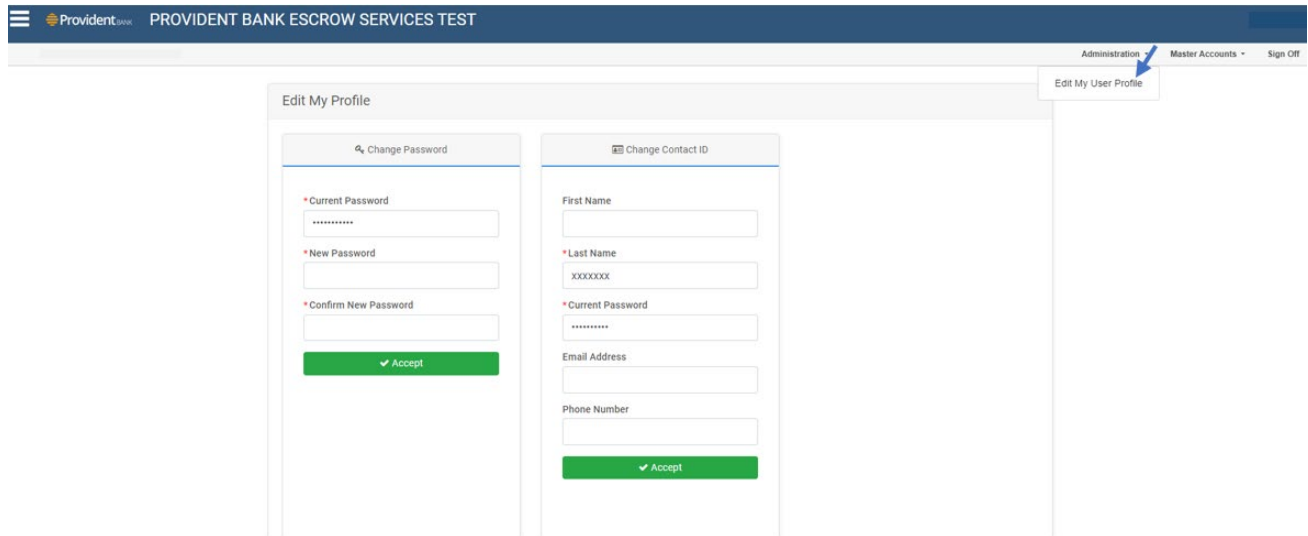 Provident BANK PROVIDENT BANK ESCROW SERVICES TEST
Administration Master Accounts Sign Off
Edit My User Profile
Edit My Profile
Change Password
*Current Password
•••••••••••
*New Password
*Confirm New Password
Accept
Change Contact ID
First Name
*Last Name
XXXXXXX
*Current Password
••••••••••
Email Address
Phone Number
Accept